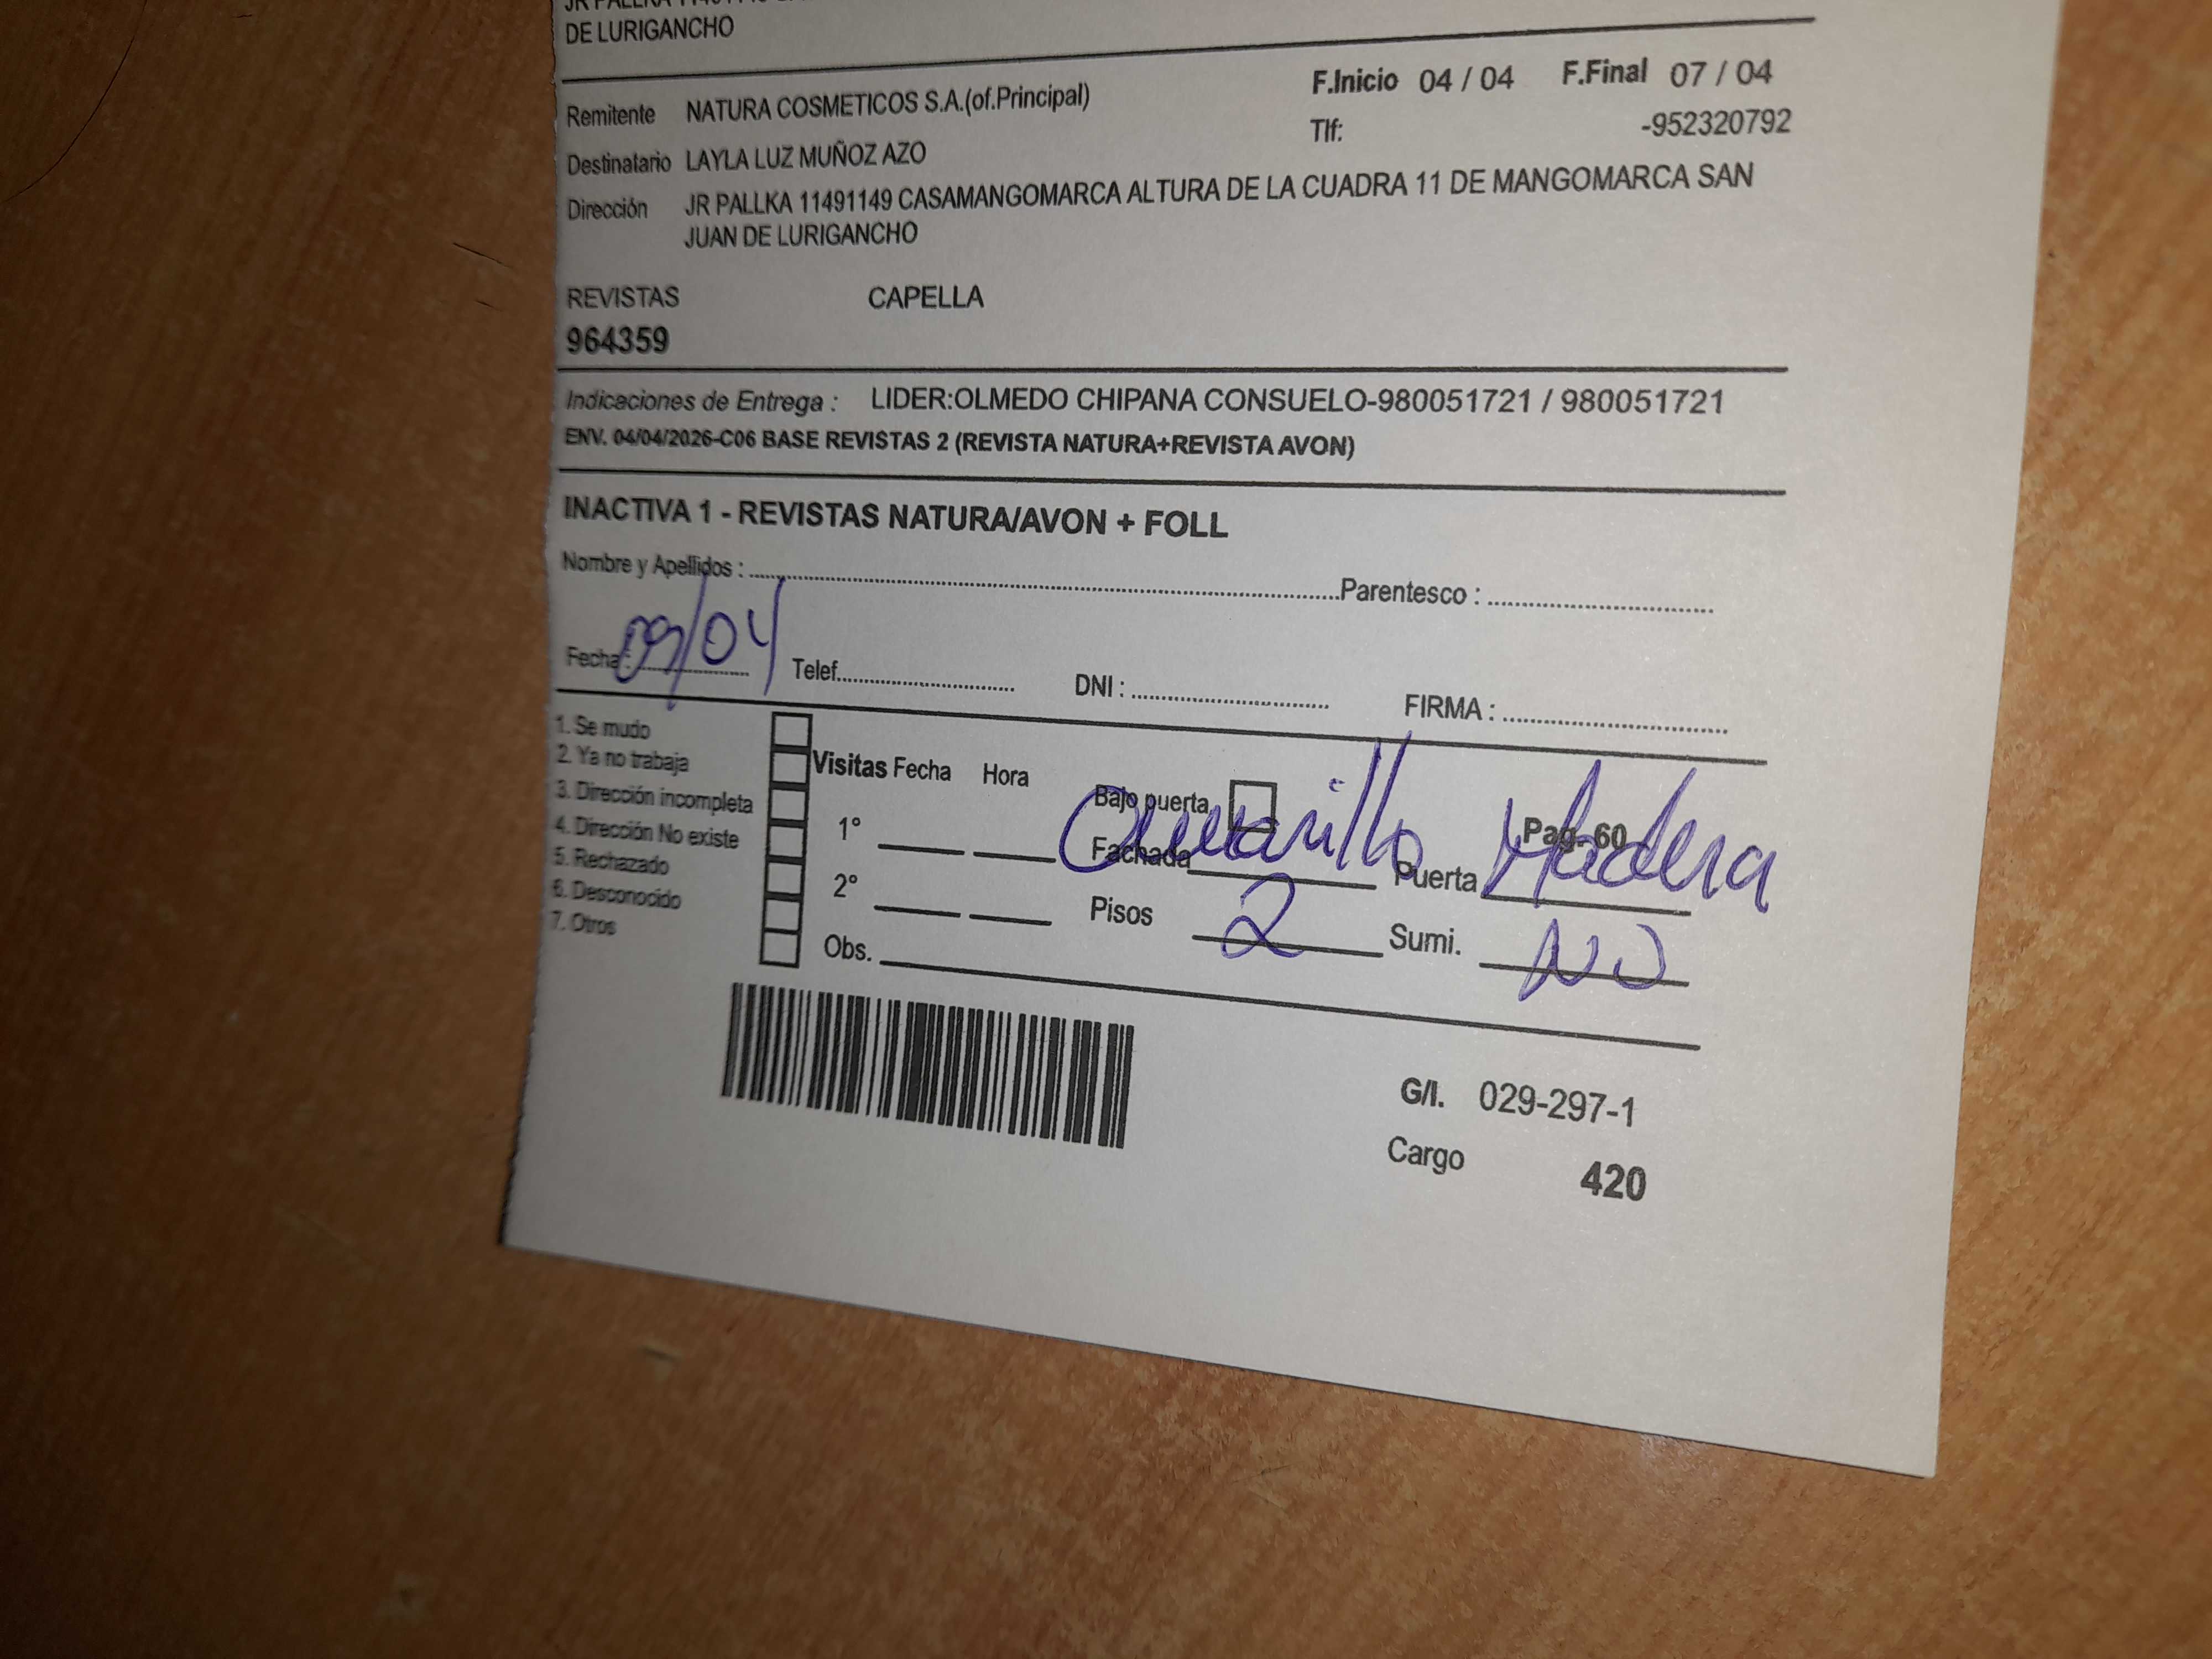 DE LURIGANCHO
F.Inicio 04 / 04 F.Final 07 / 04
Remitente NATURA COSMETICOS S.A.(of.Principal)
Tlf: -952320792
Destinatario LAYLA LUZ MUÑOZ AZO
Dirección JR PALLKA 11491149 CASAMANGOMARCA ALTURA DE LA CUADRA 11 DE MANGOMARCA SAN
JUAN DE LURIGANCHO
REVISTAS CAPELLA
964359
Indicaciones de Entrega : LIDER:OLMEDO CHIPANA CONSUELO-980051721 / 980051721
ENV. 04/04/2026-C06 BASE REVISTAS 2 (REVISTA NATURA+REVISTA AVON)
INACTIVA 1 - REVISTAS NATURA/AVON + FOLL
Nombre y Apellidos : Parentesco :
Fecha : 09/04 Telef. DNI : FIRMA :
1. Se mudo
2. Ya no trabaja
3. Dirección incompleta
4. Dirección No existe
5. Rechazado
6. Desconocido
7. Otros
Visitas Fecha Hora
1°
2°
Obs.
Bajo puerta Pag. 60
Fachada Amarillo Puerta Madera
Pisos 2 Sumi. NO
G/I. 029-297-1
Cargo 420